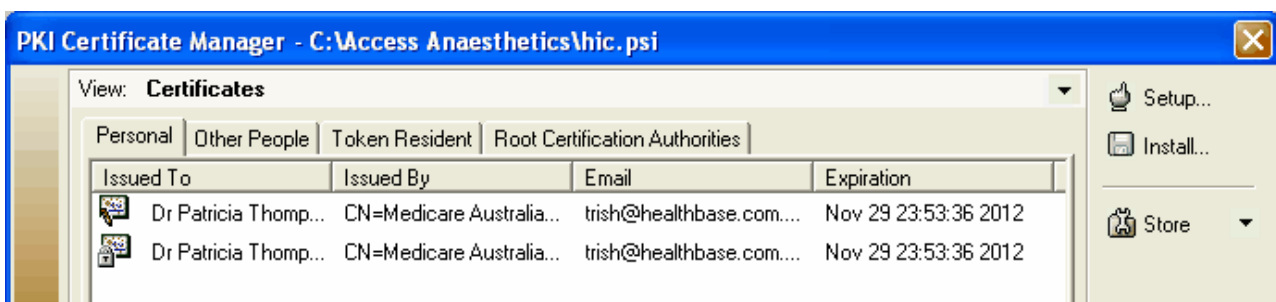 PKI Certificate Manager - C:\Access Anaesthetics\hic.psi
View: Certificates
Setup...
Install...
Store
Personal Other People Token Resident Root Certification Authorities
Issued To Issued By Email Expiration
Dr Patricia Thomp... CN=Medicare Australia... trish@healthbase.com.... Nov 29 23:53:36 2012
Dr Patricia Thomp... CN=Medicare Australia... trish@healthbase.com.... Nov 29 23:53:36 2012